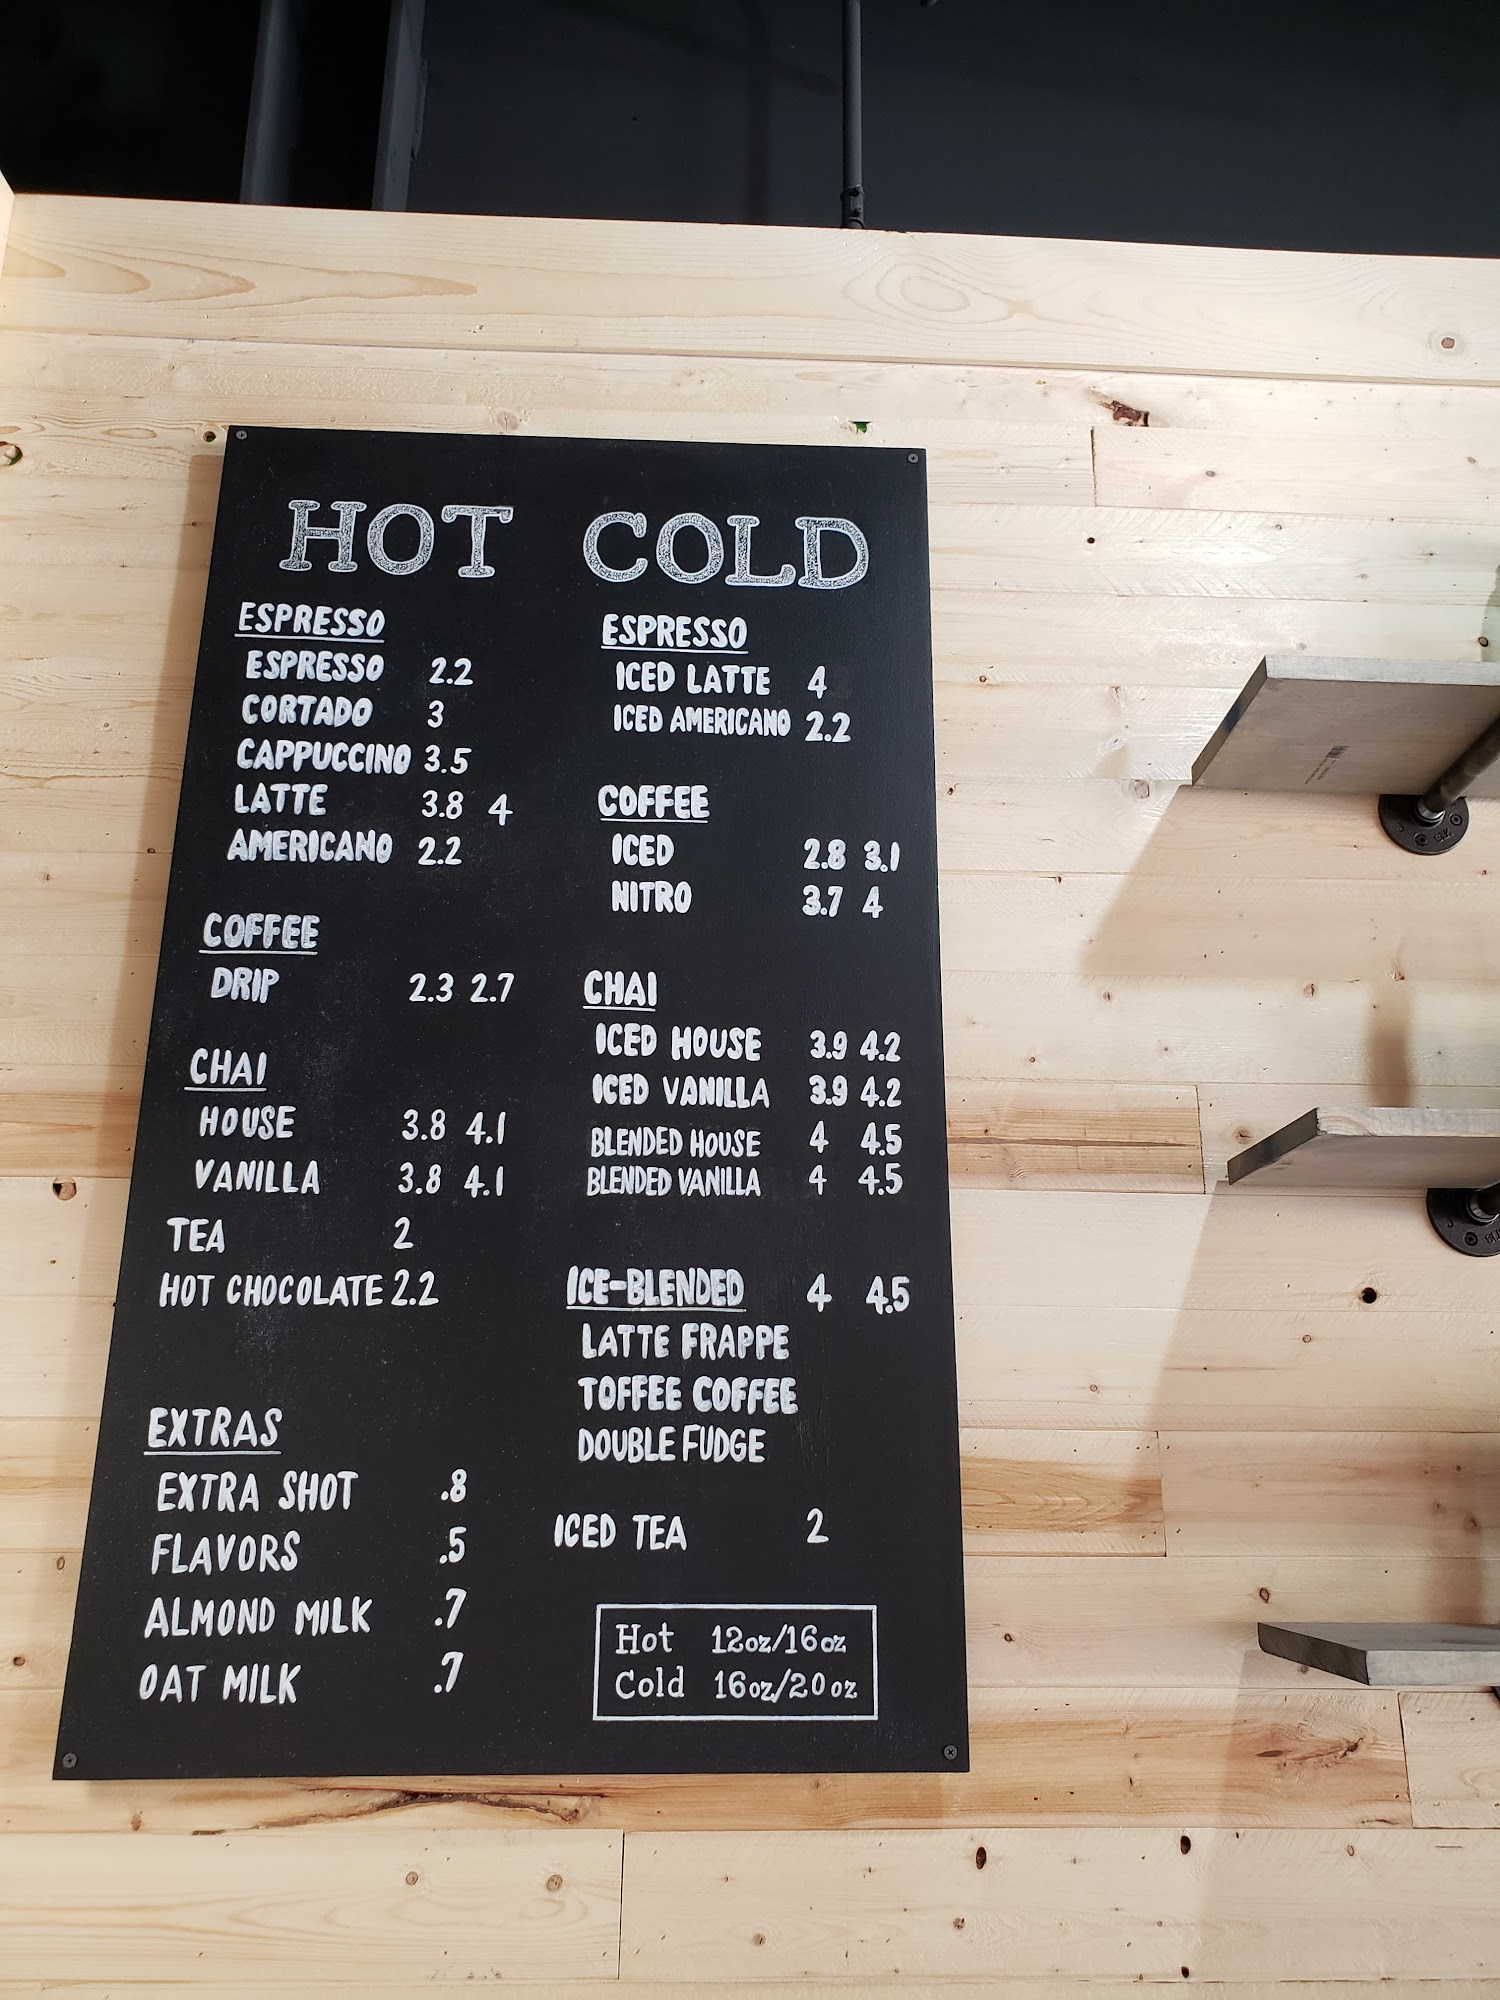 HOT
ESPRESSO
ESPRESSO 2.2
CORTADO 3
CAPPUCCINO 3.5
LATTE 3.8 4
AMERICANO 2.2
COFFEE
DRIP 2.3 2.7
CHAI
HOUSE 3.8 4.1
VANILLA 3.8 4.1
TEA 2
HOT CHOCOLATE 2.2
EXTRAS
EXTRA SHOT .8
FLAVORS .5
ALMOND MILK .7
OAT MILK .7
COLD
ESPRESSO
ICED LATTE 4
ICED AMERICANO 2.2
COFFEE
ICED 2.8 3.1
NITRO 3.7 4
CHAI
ICED HOUSE 3.9 4.2
ICED VANILLA 3.9 4.2
BLENDED HOUSE 4 4.5
BLENDED VANILLA 4 4.5
ICE-BLENDED 4 4.5
LATTE FRAPPE
TOFFEE COFFEE
DOUBLE FUDGE
ICED TEA 2
Hot 12oz/16oz
Cold 16oz/20oz